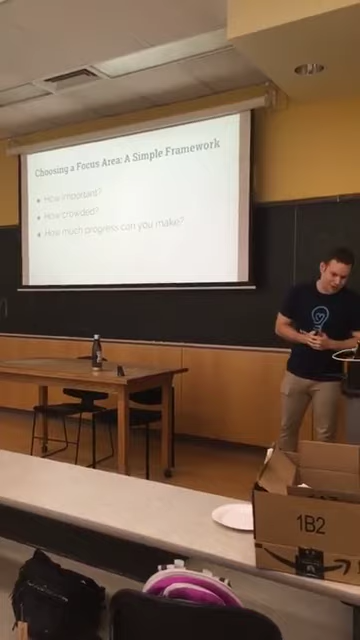 Choosing a Focus Area: A Simple Framework
How important?
How crowded?
How much progress can you make?
1B2